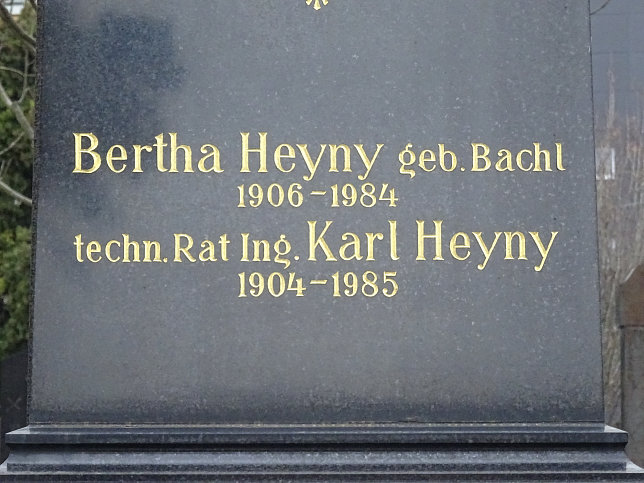 Bertha Heyny geb. Bachl
1906-1984
techn. Rat Ing. Karl Heyny
1904-1985